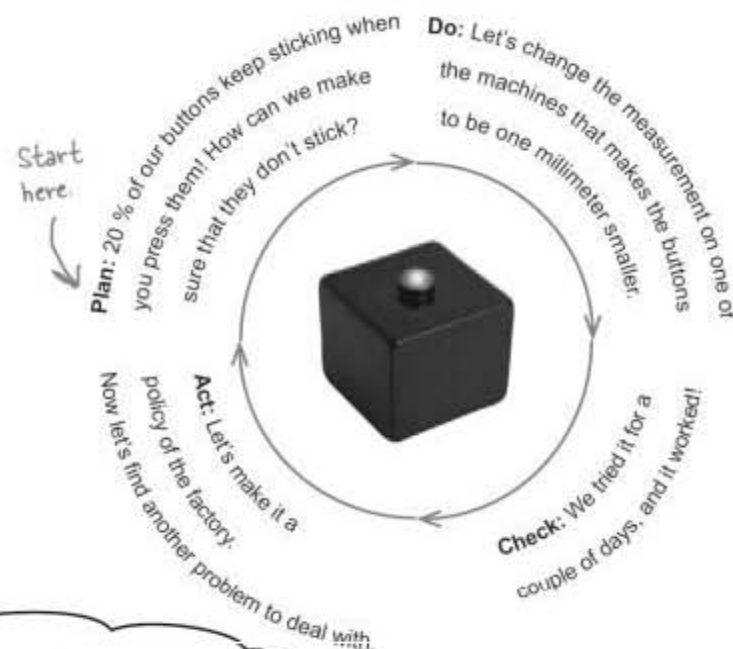 Start
here.
Plan: 20 % of our buttons keep sticking when
you press them! How can we make
sure that they don't stick?
Do: Let's change the measurement on one of
the machines that makes the buttons
to be one millimeter smaller.
Check: We tried it for a
couple of days, and it worked!
Act: Let's make it a
policy of the factory.
Now let's find another problem to deal with